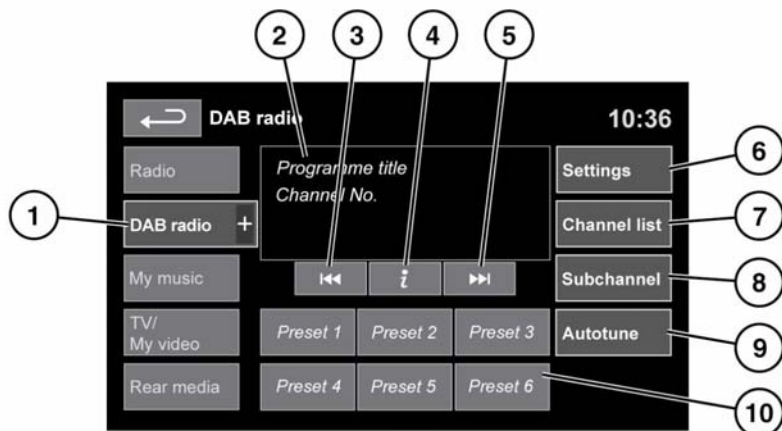 2 3 4 5
DAB radio 10:36
Radio
Programme title
Channel No.
Settings
6
1
DAB radio +
Channel list
7
My music
i
Subchannel
8
TV/
My video
Preset 1 Preset 2 Preset 3
Autotune
9
Rear media
Preset 4 Preset 5 Preset 6
10